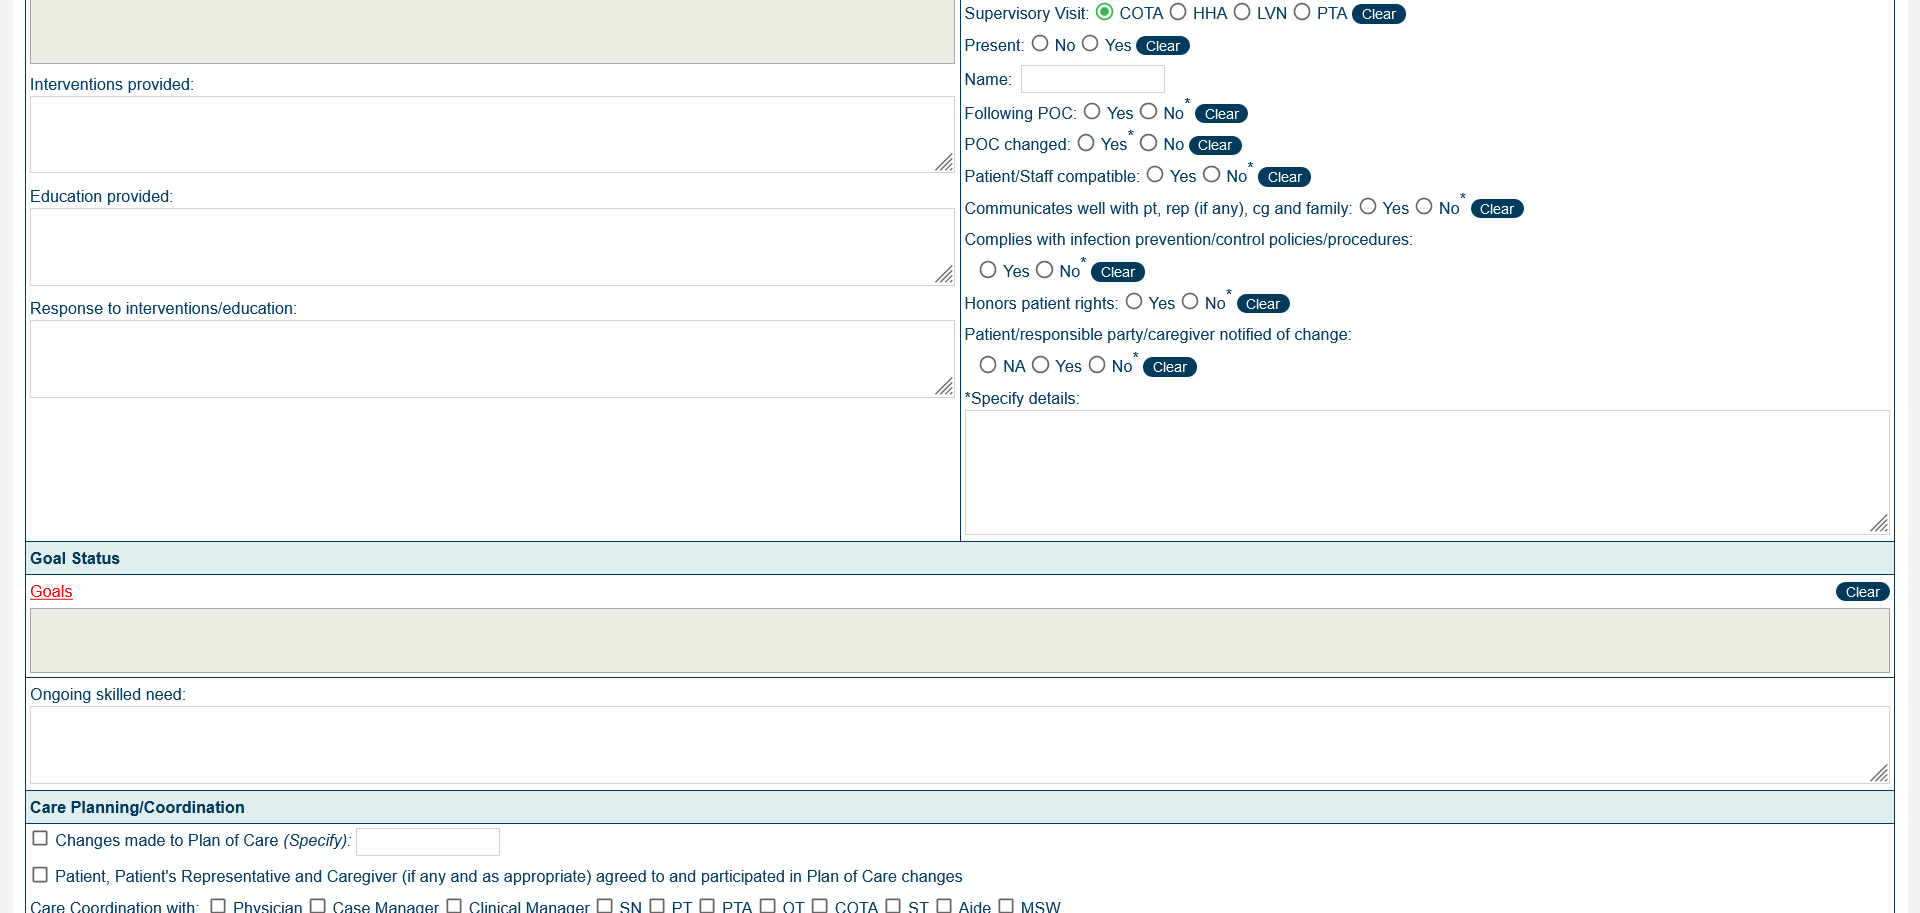 Supervisory Visit: COTA HHA LVN PTA Clear
Present: No Yes Clear
Name:
Following POC: Yes No* Clear
POC changed: Yes* No Clear
Patient/Staff compatible: Yes No* Clear
Communicates well with pt, rep (if any), cg and family: Yes No* Clear
Complies with infection prevention/control policies/procedures:
Yes No* Clear
Honors patient rights: Yes No* Clear
Patient/responsible party/caregiver notified of change:
NA Yes No* Clear
*Specify details:
Interventions provided:
Education provided:
Response to interventions/education:
Goal Status
Goals Clear
Ongoing skilled need:
Care Planning/Coordination
Changes made to Plan of Care (Specify):
Patient, Patient's Representative and Caregiver (if any and as appropriate) agreed to and participated in Plan of Care changes
Care Coordination with: Physician Case Manager Clinical Manager SN PT PTA OT COTA ST Aide MSW